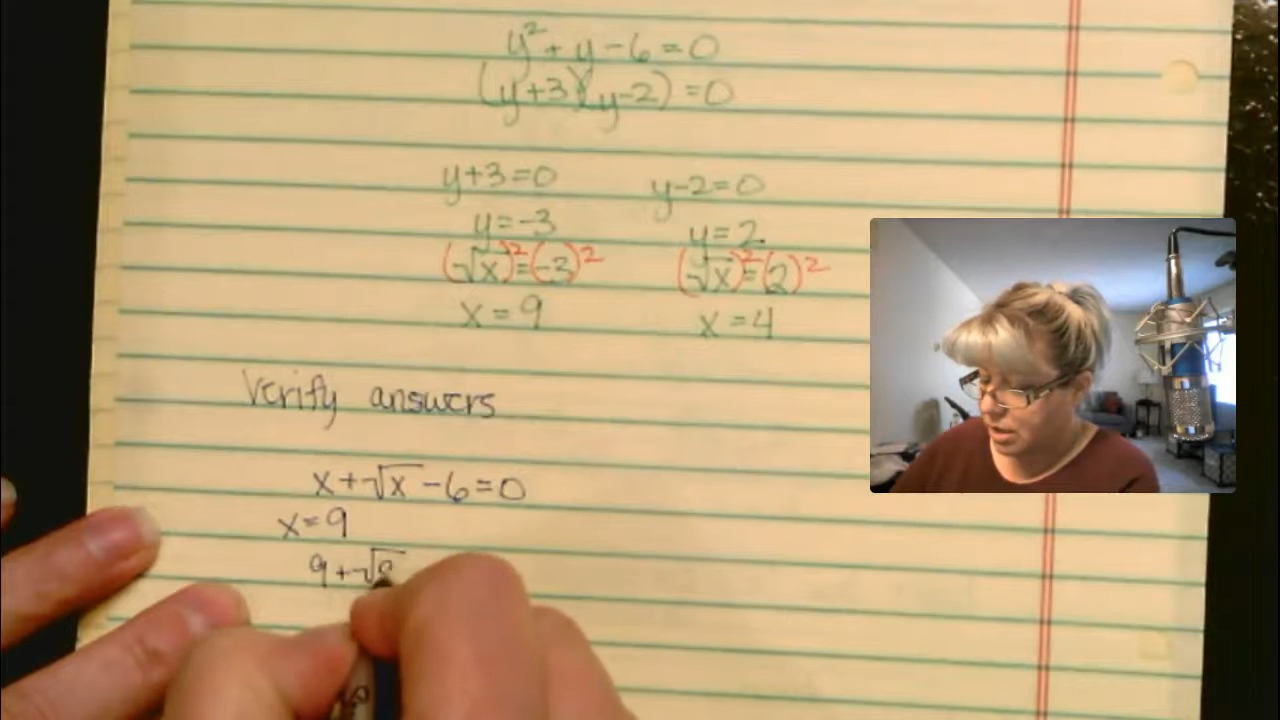 y² + y - 6 = 0
(y+3)(y-2) = 0
y+3=0 y-2=0
y=-3 y=2
(√x)²=(-3)² (√x)²=(2)²
x=9 x=4
Verify answers
x+√x-6=0
x=9
9+√9